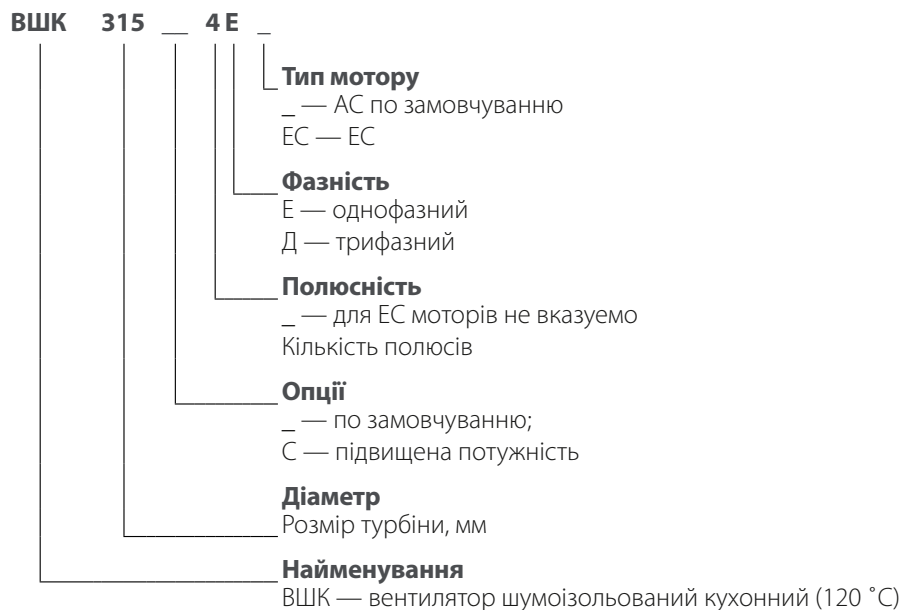 ВШК 315 __ 4 Е _
Тип мотору
_ — АС по замовчуванню
ЕС — ЕС
Фазність
Е — однофазний
Д — трифазний
Полюсність
_ — для ЕС моторів не вказуємо
Кількість полюсів
Опції
_ — по замовчуванню;
С — підвищена потужність
Діаметр
Розмір турбіни, мм
Найменування
ВШК — вентилятор шумоізольований кухонний (120 ˚С)